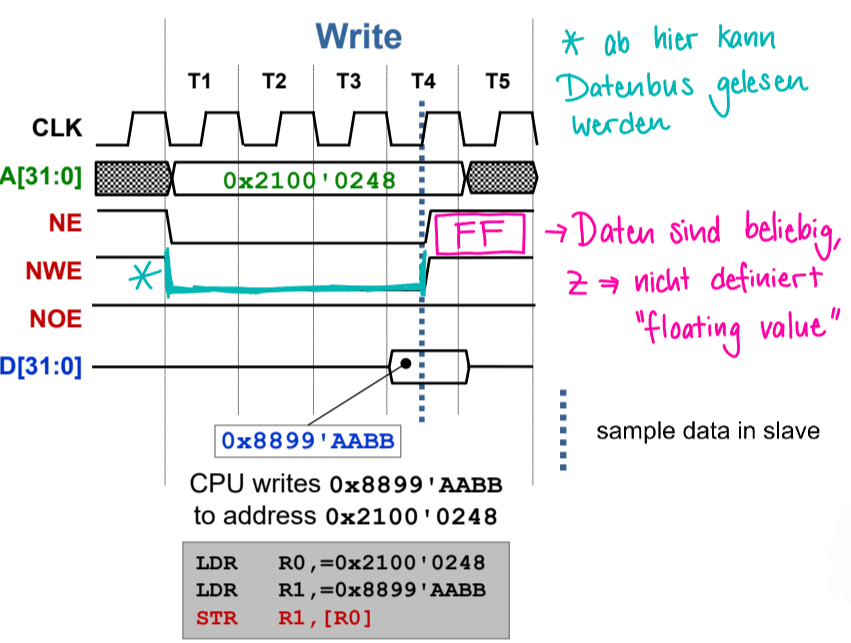 Write
T1 T2 T3 T4 T5
CLK
A[31:0] 0x2100'0248
NE
NWE
NOE
D[31:0]
0x8899'AABB
CPU writes 0x8899'AABB
to address 0x2100'0248
LDR R0,=0x2100'0248
LDR R1,=0x8899'AABB
STR R1,[R0]
* ab hier kann
Datenbus gelesen
werden
*
FF → Daten sind beliebig,
Z ⇒ nicht definiert
"floating value"
sample data in slave